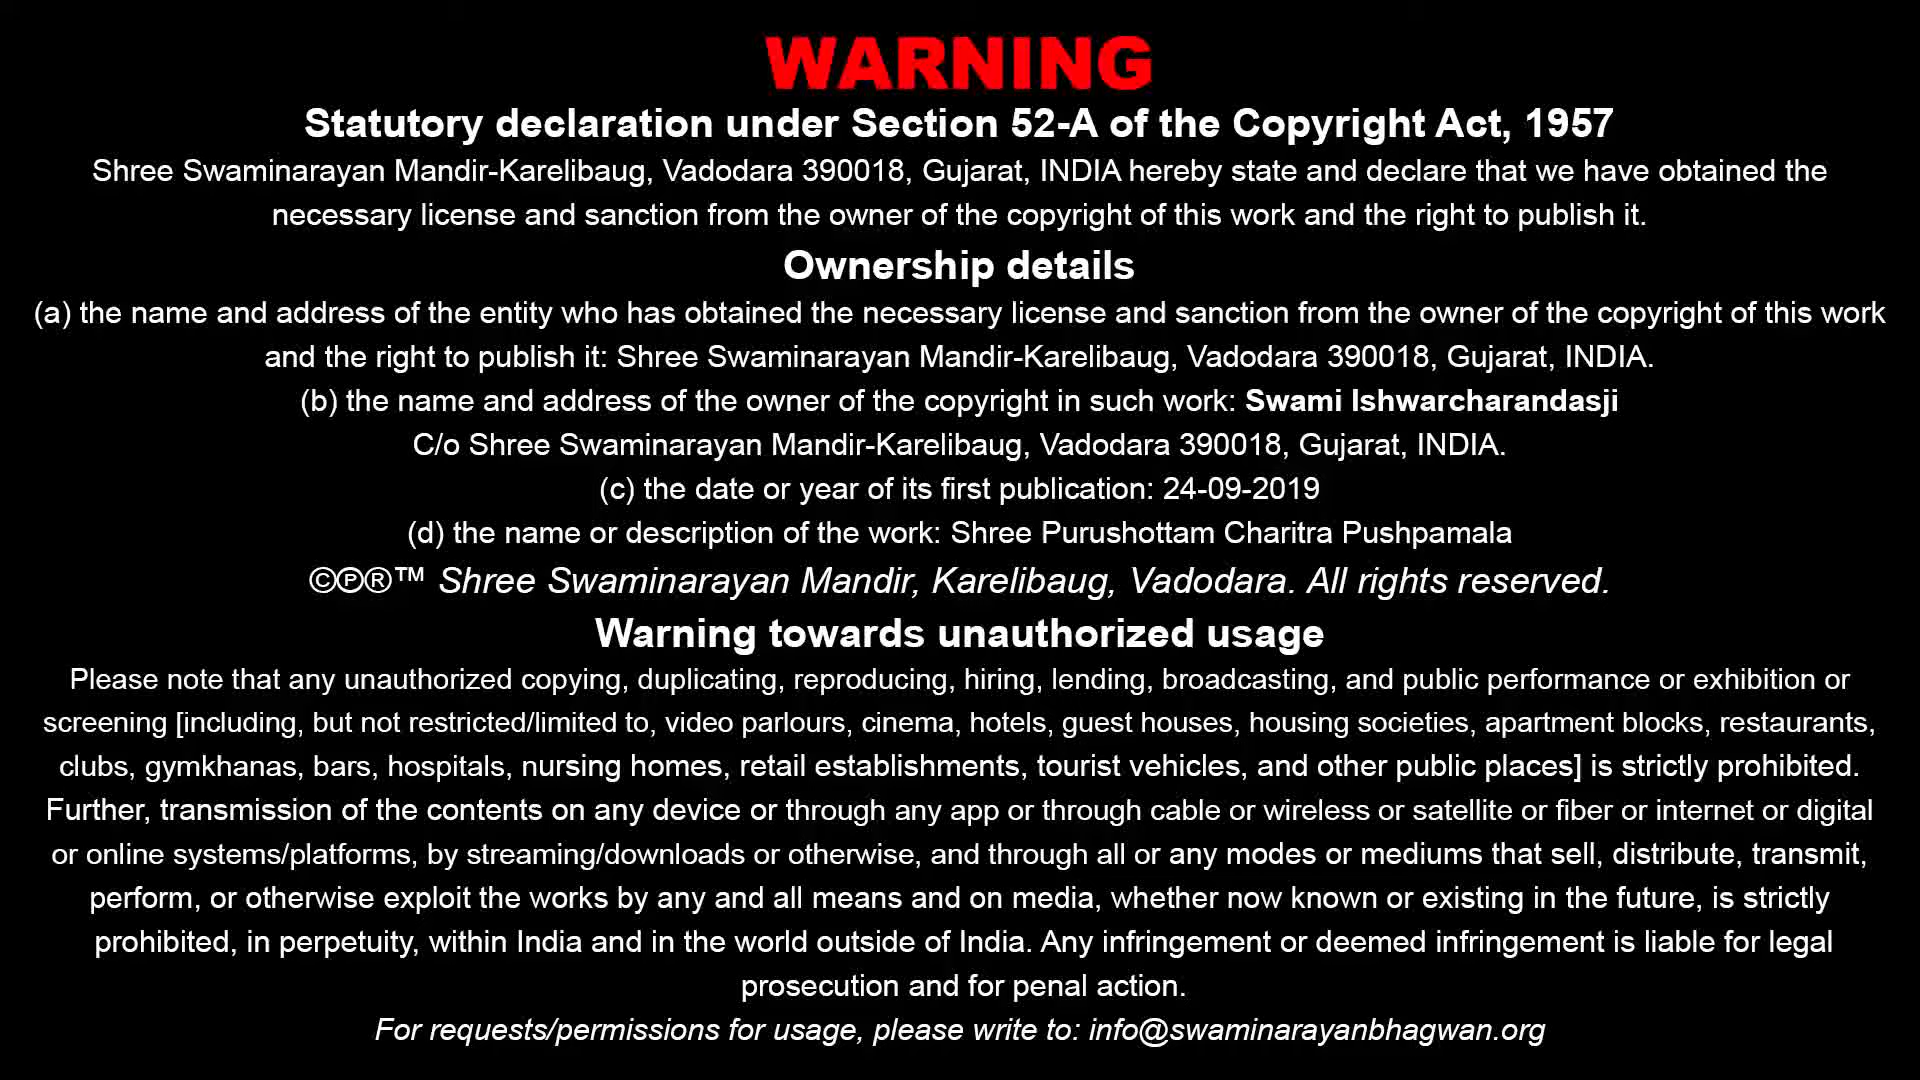 WARNING
Statutory declaration under Section 52-A of the Copyright Act, 1957
Shree Swaminarayan Mandir-Karelibaug, Vadodara 390018, Gujarat, INDIA hereby state and declare that we have obtained the
necessary license and sanction from the owner of the copyright of this work and the right to publish it.
Ownership details
(a) the name and address of the entity who has obtained the necessary license and sanction from the owner of the copyright of this work
and the right to publish it: Shree Swaminarayan Mandir-Karelibaug, Vadodara 390018, Gujarat, INDIA.
(b) the name and address of the owner of the copyright in such work: Swami Ishwarcharandasji
C/o Shree Swaminarayan Mandir-Karelibaug, Vadodara 390018, Gujarat, INDIA.
(c) the date or year of its first publication: 24-09-2019
(d) the name or description of the work: Shree Purushottam Charitra Pushpamala
©℗®™ Shree Swaminarayan Mandir, Karelibaug, Vadodara. All rights reserved.
Warning towards unauthorized usage
Please note that any unauthorized copying, duplicating, reproducing, hiring, lending, broadcasting, and public performance or exhibition or
screening [including, but not restricted/limited to, video parlours, cinema, hotels, guest houses, housing societies, apartment blocks, restaurants,
clubs, gymkhanas, bars, hospitals, nursing homes, retail establishments, tourist vehicles, and other public places] is strictly prohibited.
Further, transmission of the contents on any device or through any app or through cable or wireless or satellite or fiber or internet or digital
or online systems/platforms, by streaming/downloads or otherwise, and through all or any modes or mediums that sell, distribute, transmit,
perform, or otherwise exploit the works by any and all means and on media, whether now known or existing in the future, is strictly
prohibited, in perpetuity, within India and in the world outside of India. Any infringement or deemed infringement is liable for legal
prosecution and for penal action.
For requests/permissions for usage, please write to: info@swaminarayanbhagwan.org